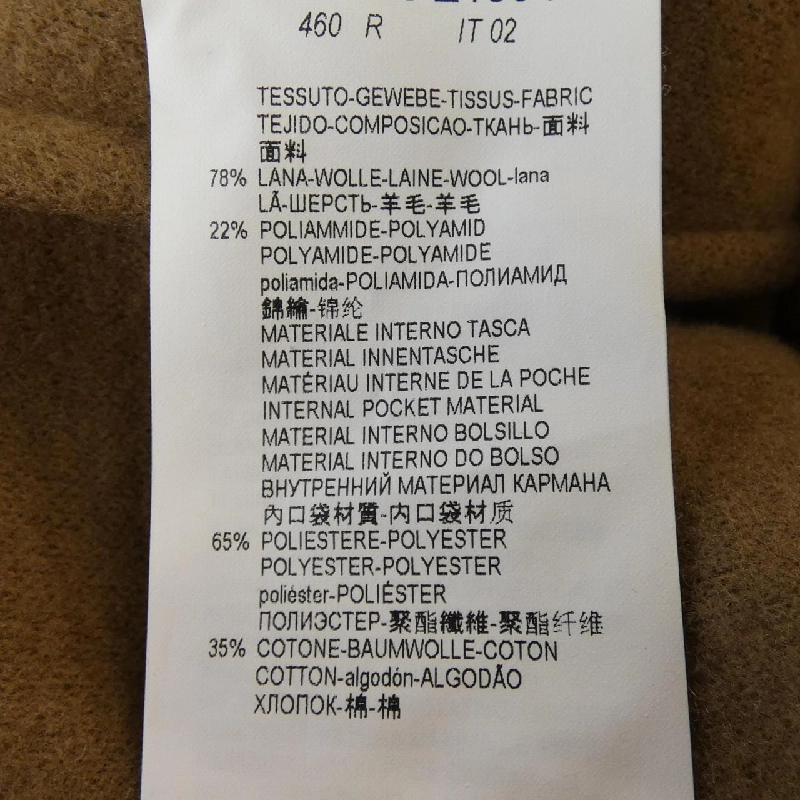 460 R IT 02
TESSUTO-GEWEBE-TISSUS-FABRIC
TEJIDO-COMPOSICAO-ТКАНЬ-面料
面料
78% LANA-WOLLE-LAINE-WOOL-lana
LÃ-ШЕРСТЬ-羊毛-羊毛
22% POLIAMMIDE-POLYAMID
POLYAMIDE-POLYAMIDE
poliamida-POLIAMIDA-ПОЛИАМИД
錦綸-锦纶
MATERIALE INTERNO TASCA
MATERIAL INNENTASCHE
MATÉRIAU INTERNE DE LA POCHE
INTERNAL POCKET MATERIAL
MATERIAL INTERNO BOLSILLO
MATERIAL INTERNO DO BOLSO
ВНУТРЕННИЙ МАТЕРИАЛ КАРМАНА
內口袋材質-内口袋材质
65% POLIESTERE-POLYESTER
POLYESTER-POLYESTER
poliéster-POLIÉSTER
ПОЛИЭСТЕР-聚酯纖維-聚酯纤维
35% COTONE-BAUMWOLLE-COTON
COTTON-algodón-ALGODÃO
ХЛОПОК-棉-棉